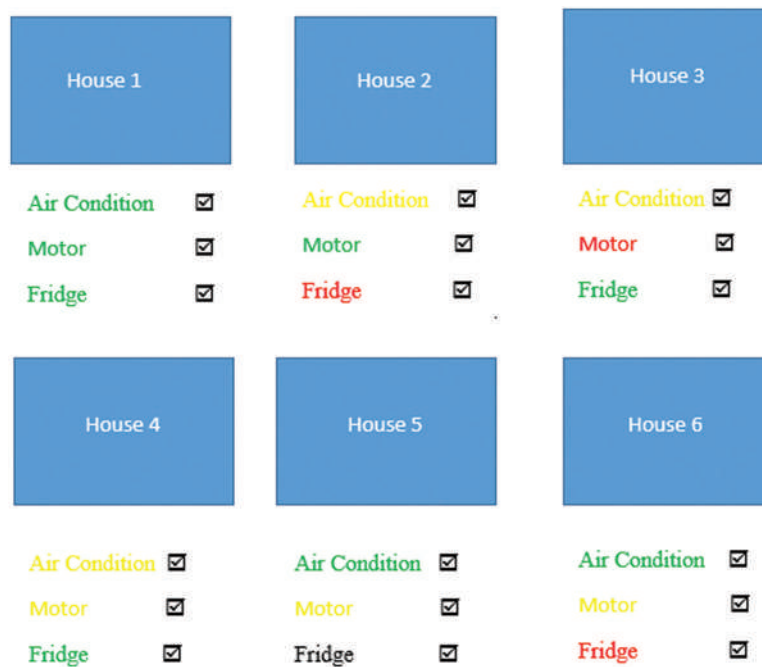 House 1
House 2
House 3
Air Condition ☑
Air Condition ☑
Air Condition ☑
Motor ☑
Motor ☑
Motor ☑
Fridge ☑
Fridge ☑
Fridge ☑
House 4
House 5
House 6
Air Condition ☑
Air Condition ☑
Air Condition ☑
Motor ☑
Motor ☑
Motor ☑
Fridge ☑
Fridge ☑
Fridge ☑